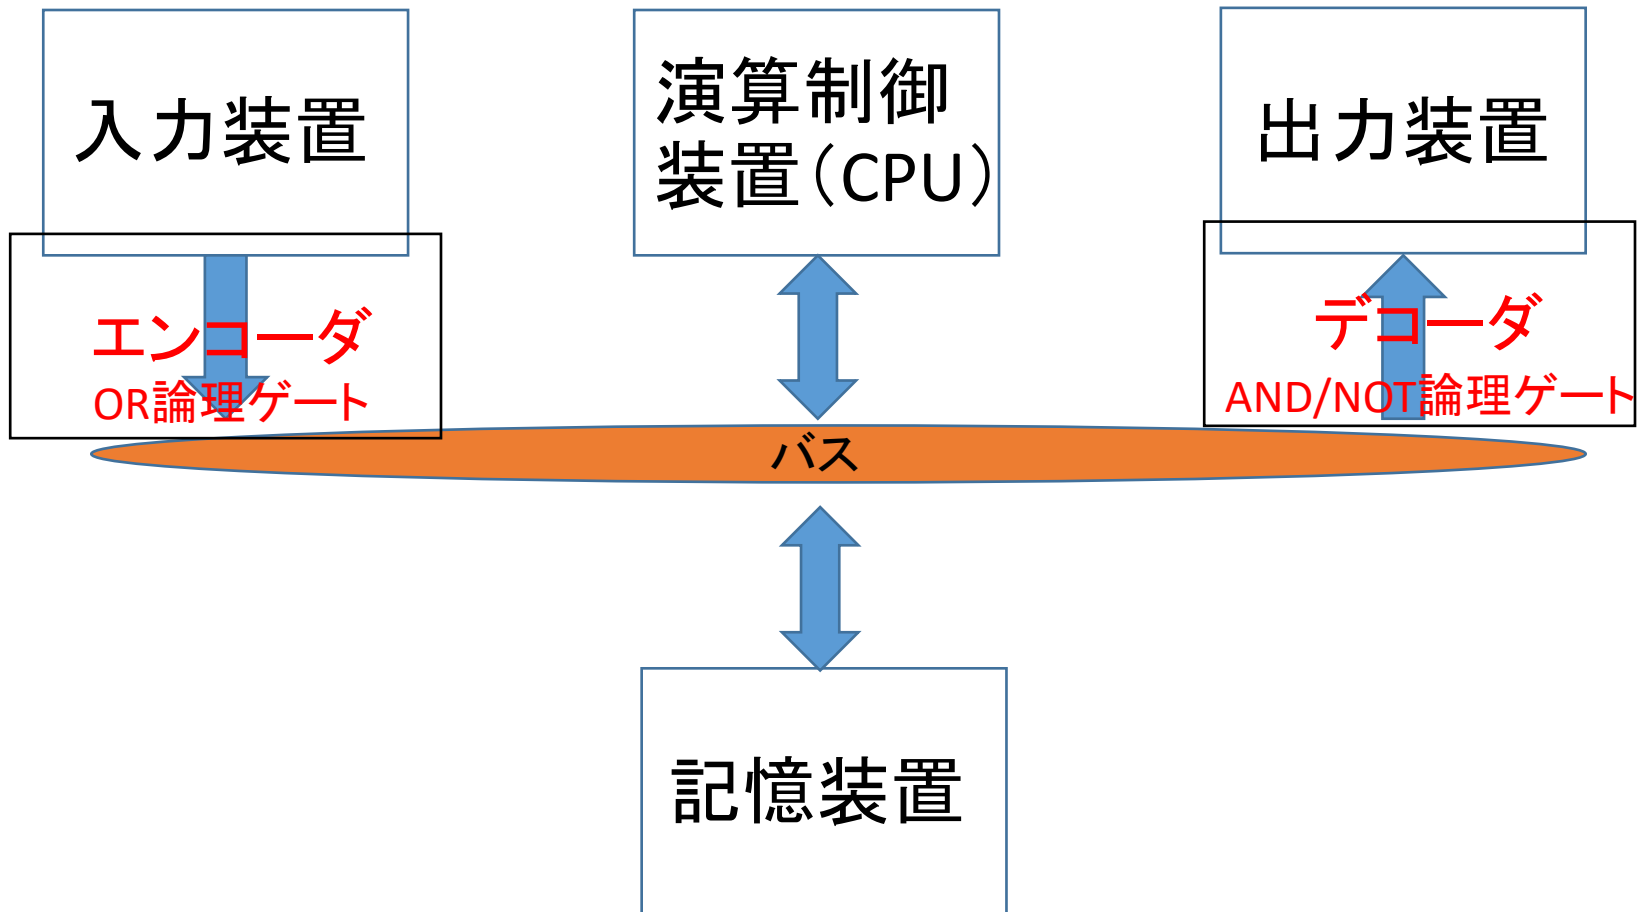 入力装置
演算制御
装置（CPU）
出力装置
エンコーダ
OR論理ゲート
デコーダ
AND/NOT論理ゲート
バス
記憶装置